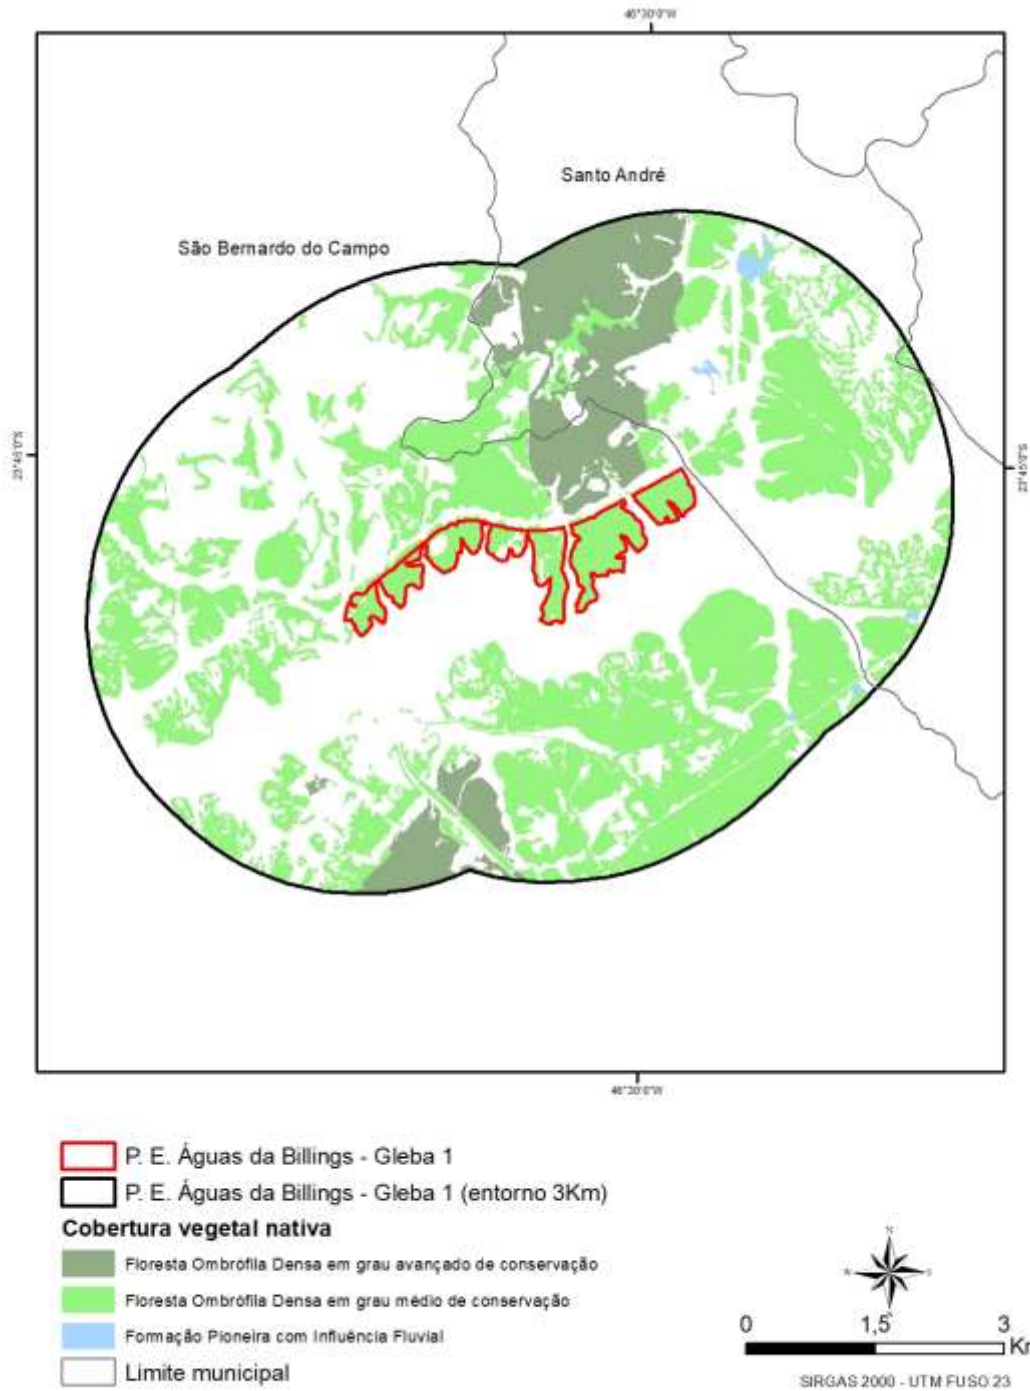 46°30'0"W
Santo André
São Bernardo do Campo
23°45'0"S
23°45'0"S
46°30'0"W
P. E. Águas da Billings - Gleba 1
P. E. Águas da Billings - Gleba 1 (entorno 3Km)
Cobertura vegetal nativa
Floresta Ombrófila Densa em grau avançado de conservação
Floresta Ombrófila Densa em grau médio de conservação
Formação Pioneira com Influência Fluvial
Limite municipal
N
0 1,5 3
SIRGAS 2000 - UTM FUSO 23